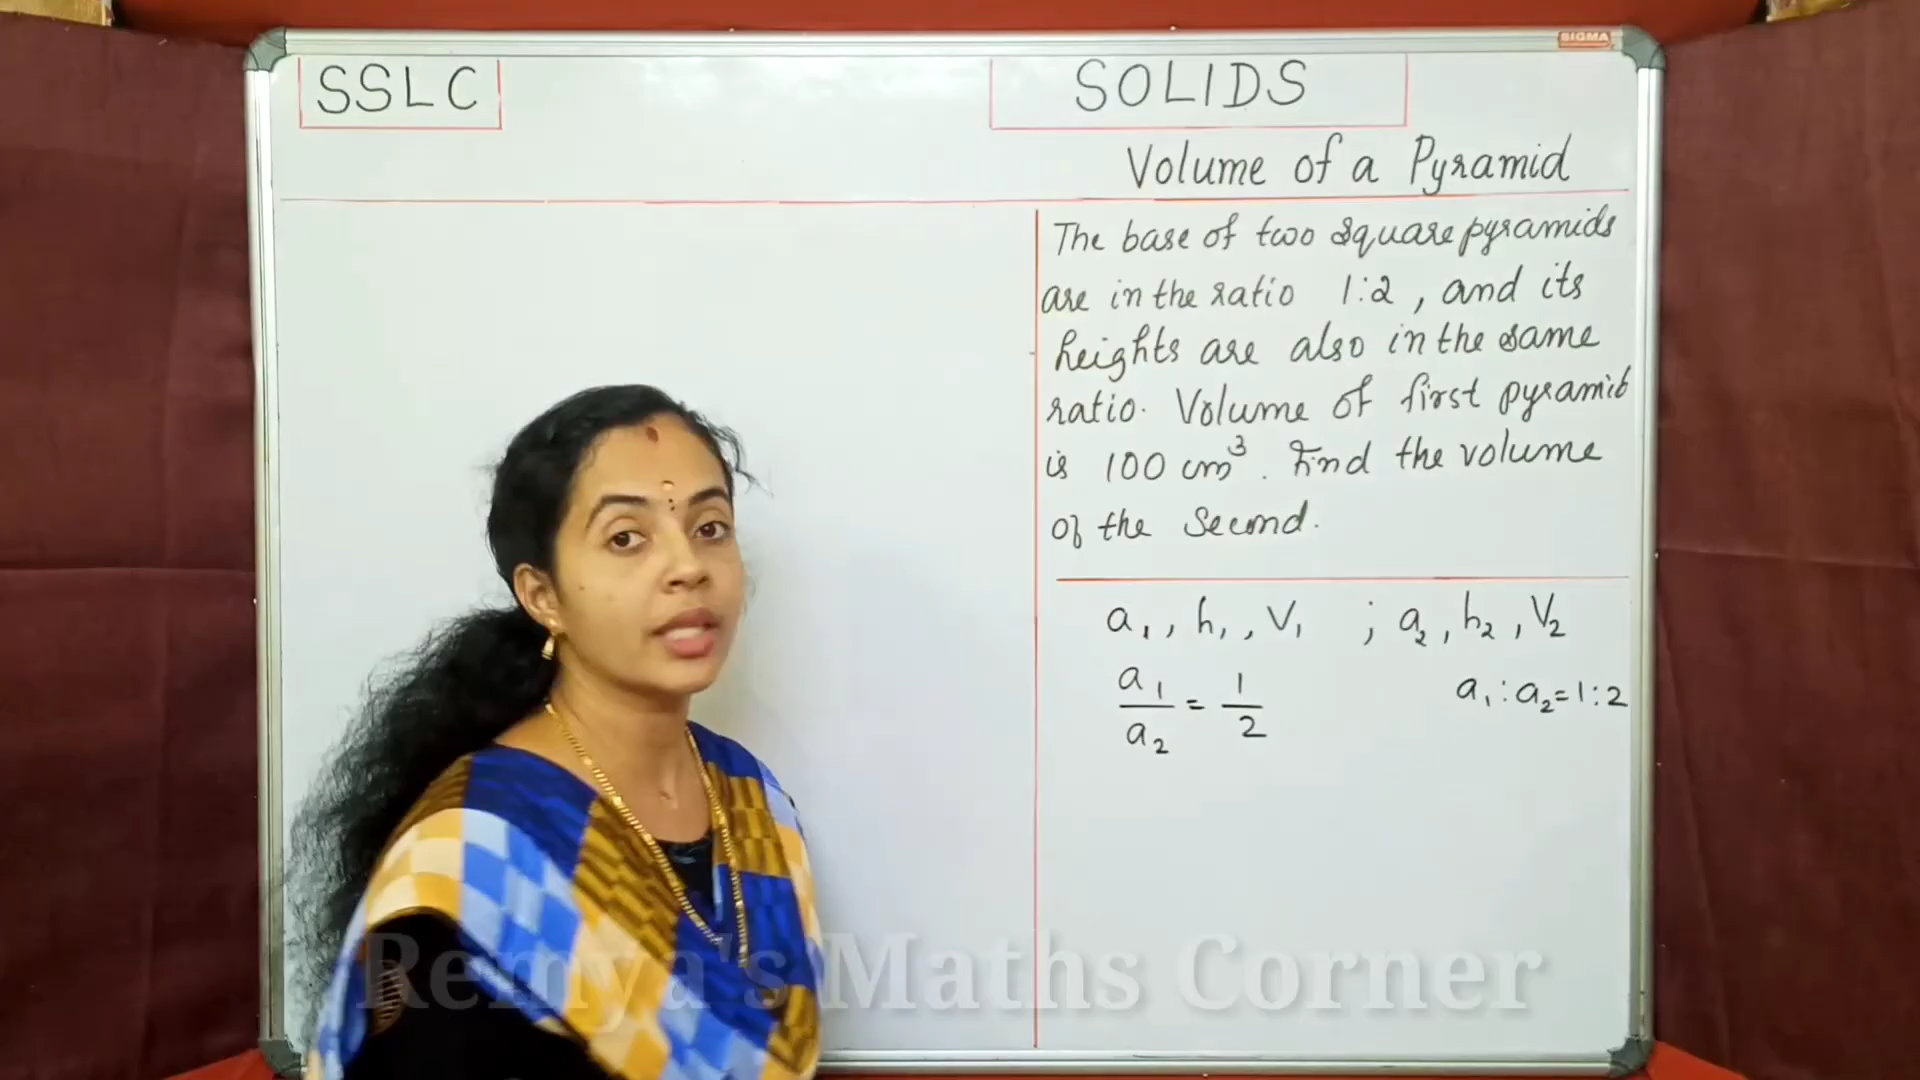 SIGMA
SSLC
SOLIDS
Volume of a Pyramid
The base of two square pyramids
are in the ratio 1:2, and its
heights are also in the same
ratio. Volume of first pyramid
is 100 cm³. Find the volume
of the Second.
a₁, h₁, V₁ ; a₂, h₂, V₂
a₁/a₂ = 1/2
a₁:a₂=1:2
Remya's Maths Corner